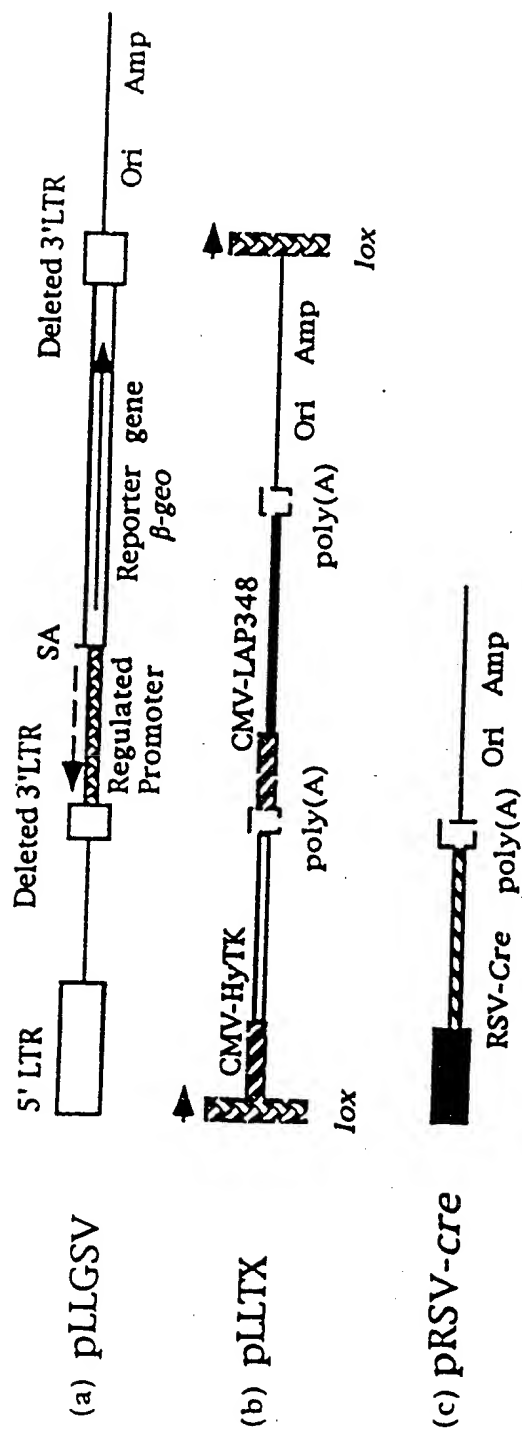 (a) pLLGSV
5' LTR
Deleted 3'LTR
Regulated
Promoter
SA
Reporter gene
β-geo
Deleted 3'LTR
Ori Amp
(b) pLLTX
lox
CMV-HyTK
poly(A)
CMV-LAP348
poly(A)
Ori Amp
lox
(c) pRSV-cre
RSV-Cre
poly(A)
Ori Amp